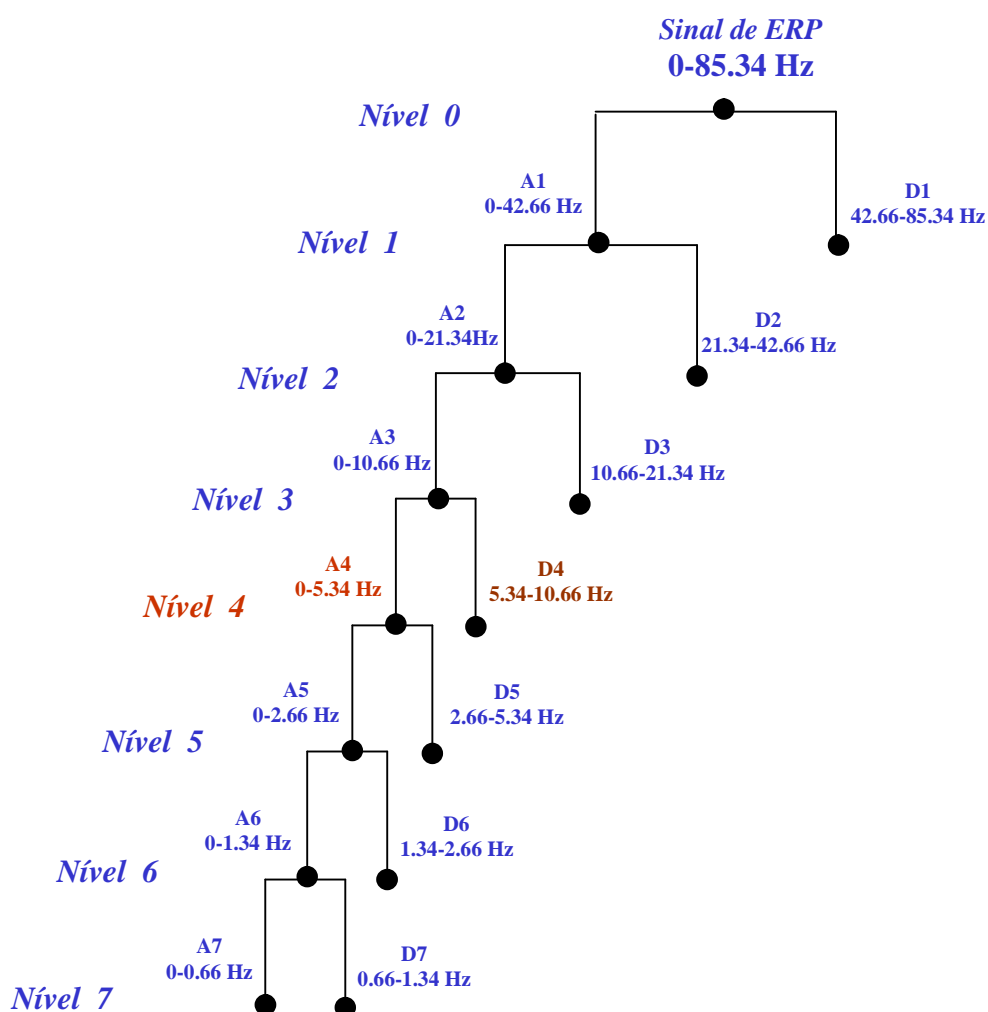 Sinal de ERP
0-85.34 Hz
Nível 0
A1
0-42.66 Hz
D1
42.66-85.34 Hz
Nível 1
A2
0-21.34Hz
D2
21.34-42.66 Hz
Nível 2
A3
0-10.66 Hz
D3
10.66-21.34 Hz
Nível 3
A4
0-5.34 Hz
D4
5.34-10.66 Hz
Nível 4
A5
0-2.66 Hz
D5
2.66-5.34 Hz
Nível 5
A6
0-1.34 Hz
D6
1.34-2.66 Hz
Nível 6
A7
0-0.66 Hz
D7
0.66-1.34 Hz
Nível 7